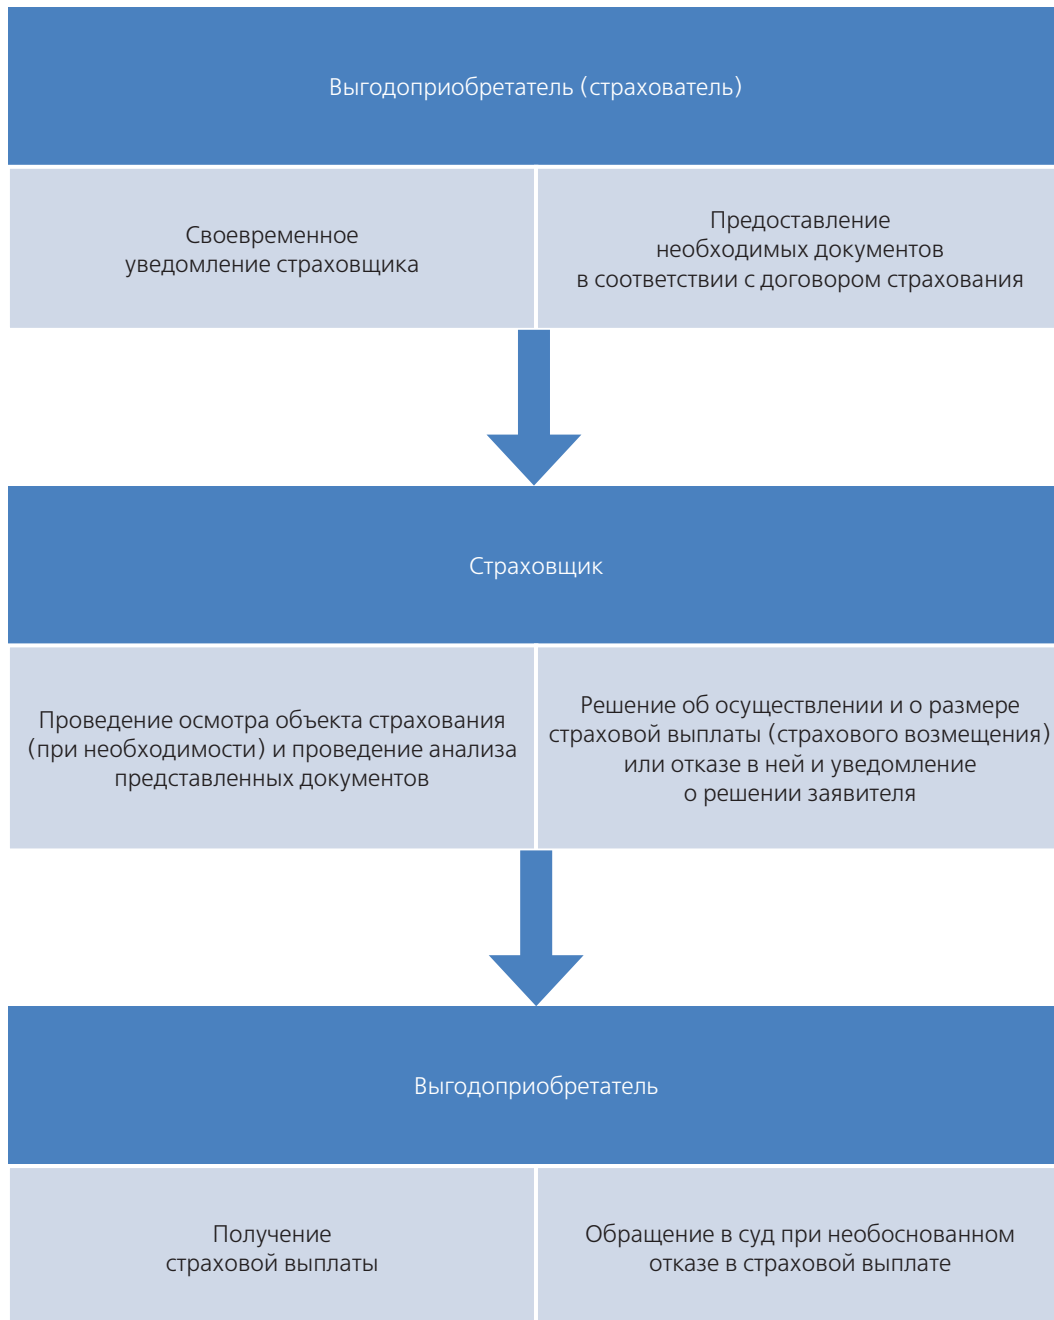 Выгодоприобретатель (страхователь)
Своевременное
уведомление страховщика
Предоставление
необходимых документов
в соответствии с договором страхования
Страховщик
Проведение осмотра объекта страхования
(при необходимости) и проведение анализа
представленных документов
Решение об осуществлении и о размере
страховой выплаты (страхового возмещения)
или отказе в ней и уведомление
о решении заявителя
Выгодоприобретатель
Получение
страховой выплаты
Обращение в суд при необоснованном
отказе в страховой выплате